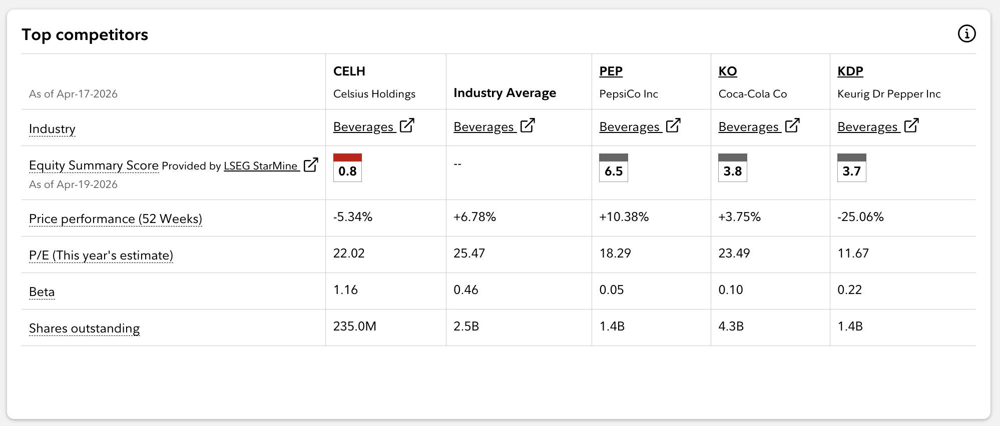 Top competitors
As of Apr-17-2026
CELH
Celsius Holdings
Industry Average
PEP
PepsiCo Inc
KO
Coca-Cola Co
KDP
Keurig Dr Pepper Inc
Industry
Beverages
Beverages
Beverages
Beverages
Beverages
Equity Summary Score Provided by LSEG StarMine
As of Apr-19-2026
0.8
--
6.5
3.8
3.7
Price performance (52 Weeks)
-5.34%
+6.78%
+10.38%
+3.75%
-25.06%
P/E (This year's estimate)
22.02
25.47
18.29
23.49
11.67
Beta
1.16
0.46
0.05
0.10
0.22
Shares outstanding
235.0M
2.5B
1.4B
4.3B
1.4B